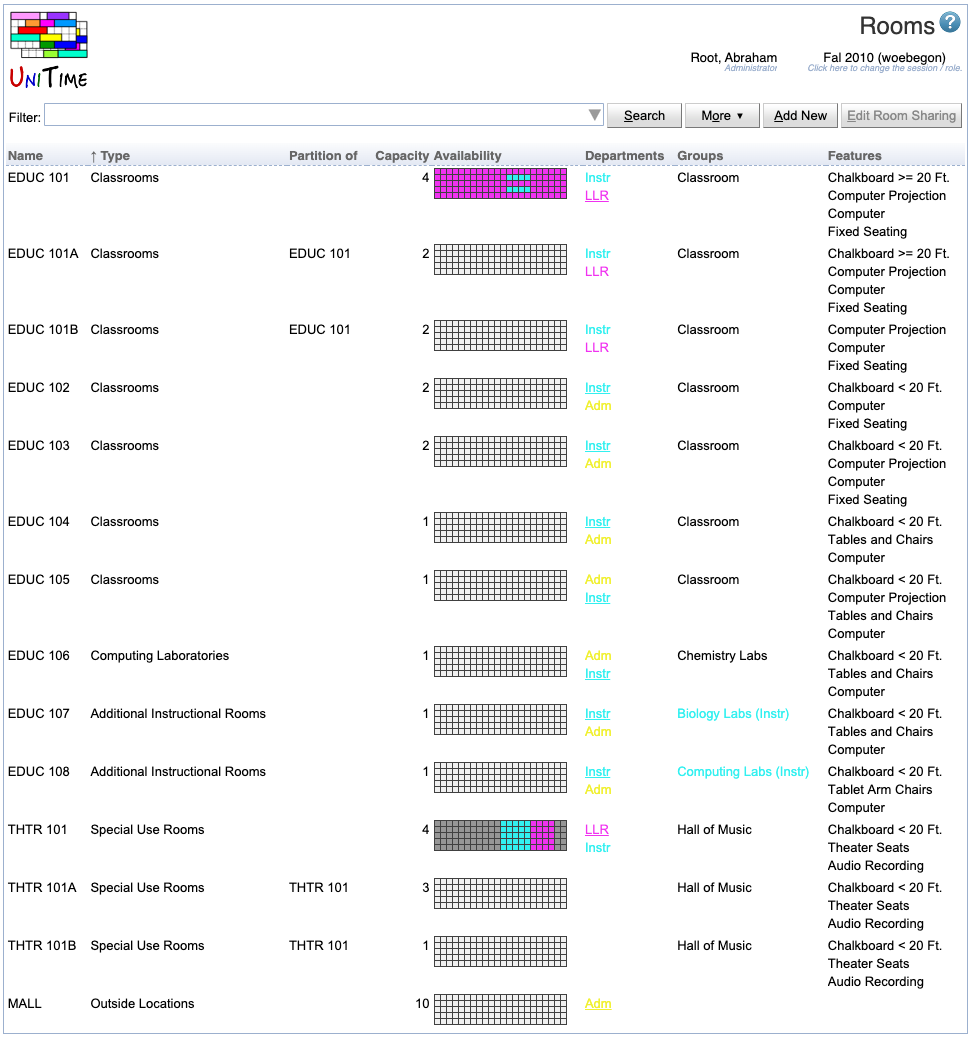 Rooms ?
UNITIME
Root, Abraham Fal 2010 (woebegon)
Administrator Click here to change the session / role.
Filter: Search More ▼ Add New Edit Room Sharing
Name ↑ Type Partition of Capacity Availability Departments Groups Features
EDUC 101 Classrooms 4 Instr Classroom Chalkboard >= 20 Ft.
LLR Computer Projection
Computer
Fixed Seating
EDUC 101A Classrooms EDUC 101 2 Instr Classroom Chalkboard >= 20 Ft.
LLR Computer Projection
Computer
Fixed Seating
EDUC 101B Classrooms EDUC 101 2 Instr Classroom Computer Projection
LLR Computer
Fixed Seating
EDUC 102 Classrooms 2 Instr Classroom Chalkboard < 20 Ft.
Adm Computer
Fixed Seating
EDUC 103 Classrooms 2 Instr Classroom Chalkboard < 20 Ft.
Adm Computer Projection
Computer
Fixed Seating
EDUC 104 Classrooms 1 Instr Classroom Chalkboard < 20 Ft.
Adm Tables and Chairs
Computer
EDUC 105 Classrooms 1 Adm Classroom Chalkboard < 20 Ft.
Instr Computer Projection
Tables and Chairs
Computer
EDUC 106 Computing Laboratories 1 Adm Chemistry Labs Chalkboard < 20 Ft.
Instr Tables and Chairs
Computer
EDUC 107 Additional Instructional Rooms 1 Instr Biology Labs (Instr) Chalkboard < 20 Ft.
Adm Tables and Chairs
Computer
EDUC 108 Additional Instructional Rooms 1 Instr Computing Labs (Instr) Chalkboard < 20 Ft.
Adm Tablet Arm Chairs
Computer
THTR 101 Special Use Rooms 4 LLR Hall of Music Chalkboard < 20 Ft.
Instr Theater Seats
Audio Recording
THTR 101A Special Use Rooms THTR 101 3 Hall of Music Chalkboard < 20 Ft.
Theater Seats
Audio Recording
THTR 101B Special Use Rooms THTR 101 1 Hall of Music Chalkboard < 20 Ft.
Theater Seats
Audio Recording
MALL Outside Locations 10 Adm